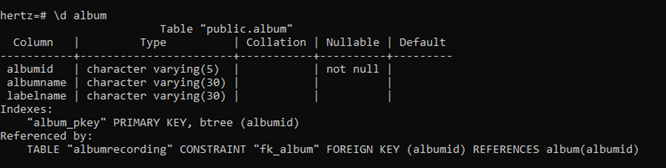 hertz=# \d album
Table "public.album"
Column | Type | Collation | Nullable | Default
-----------+-----------------------+-----------+----------+---------
albumid | character varying(5) | | not null |
albumname | character varying(30) | | |
labelname | character varying(30) | | |
Indexes:
"album_pkey" PRIMARY KEY, btree (albumid)
Referenced by:
TABLE "albumrecording" CONSTRAINT "fk_album" FOREIGN KEY (albumid) REFERENCES album(albumid)